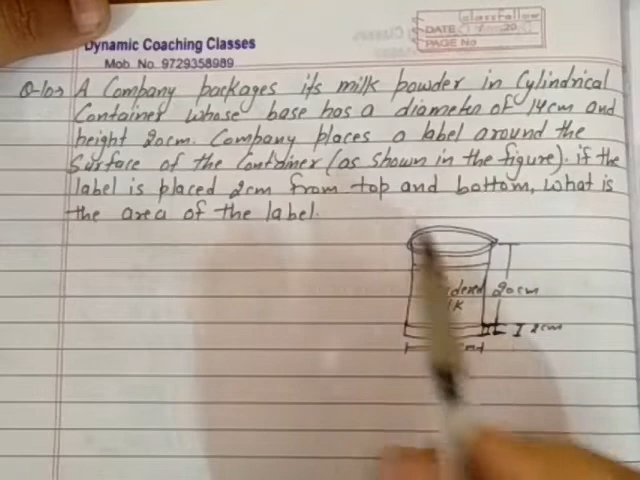 classfellow
DATE 20
PAGE No
Dynamic Coaching Classes
Mob. No. 9729358989
Q-10→ A Company packages its milk powder in Cylindrical
Container whose base has a diameter of 14cm and
height 20cm. Company places a label around the
Surface of the Container (as shown in the figure). if the
label is placed 2cm from top and bottom, what is
the area of the label.
20cm
2cm